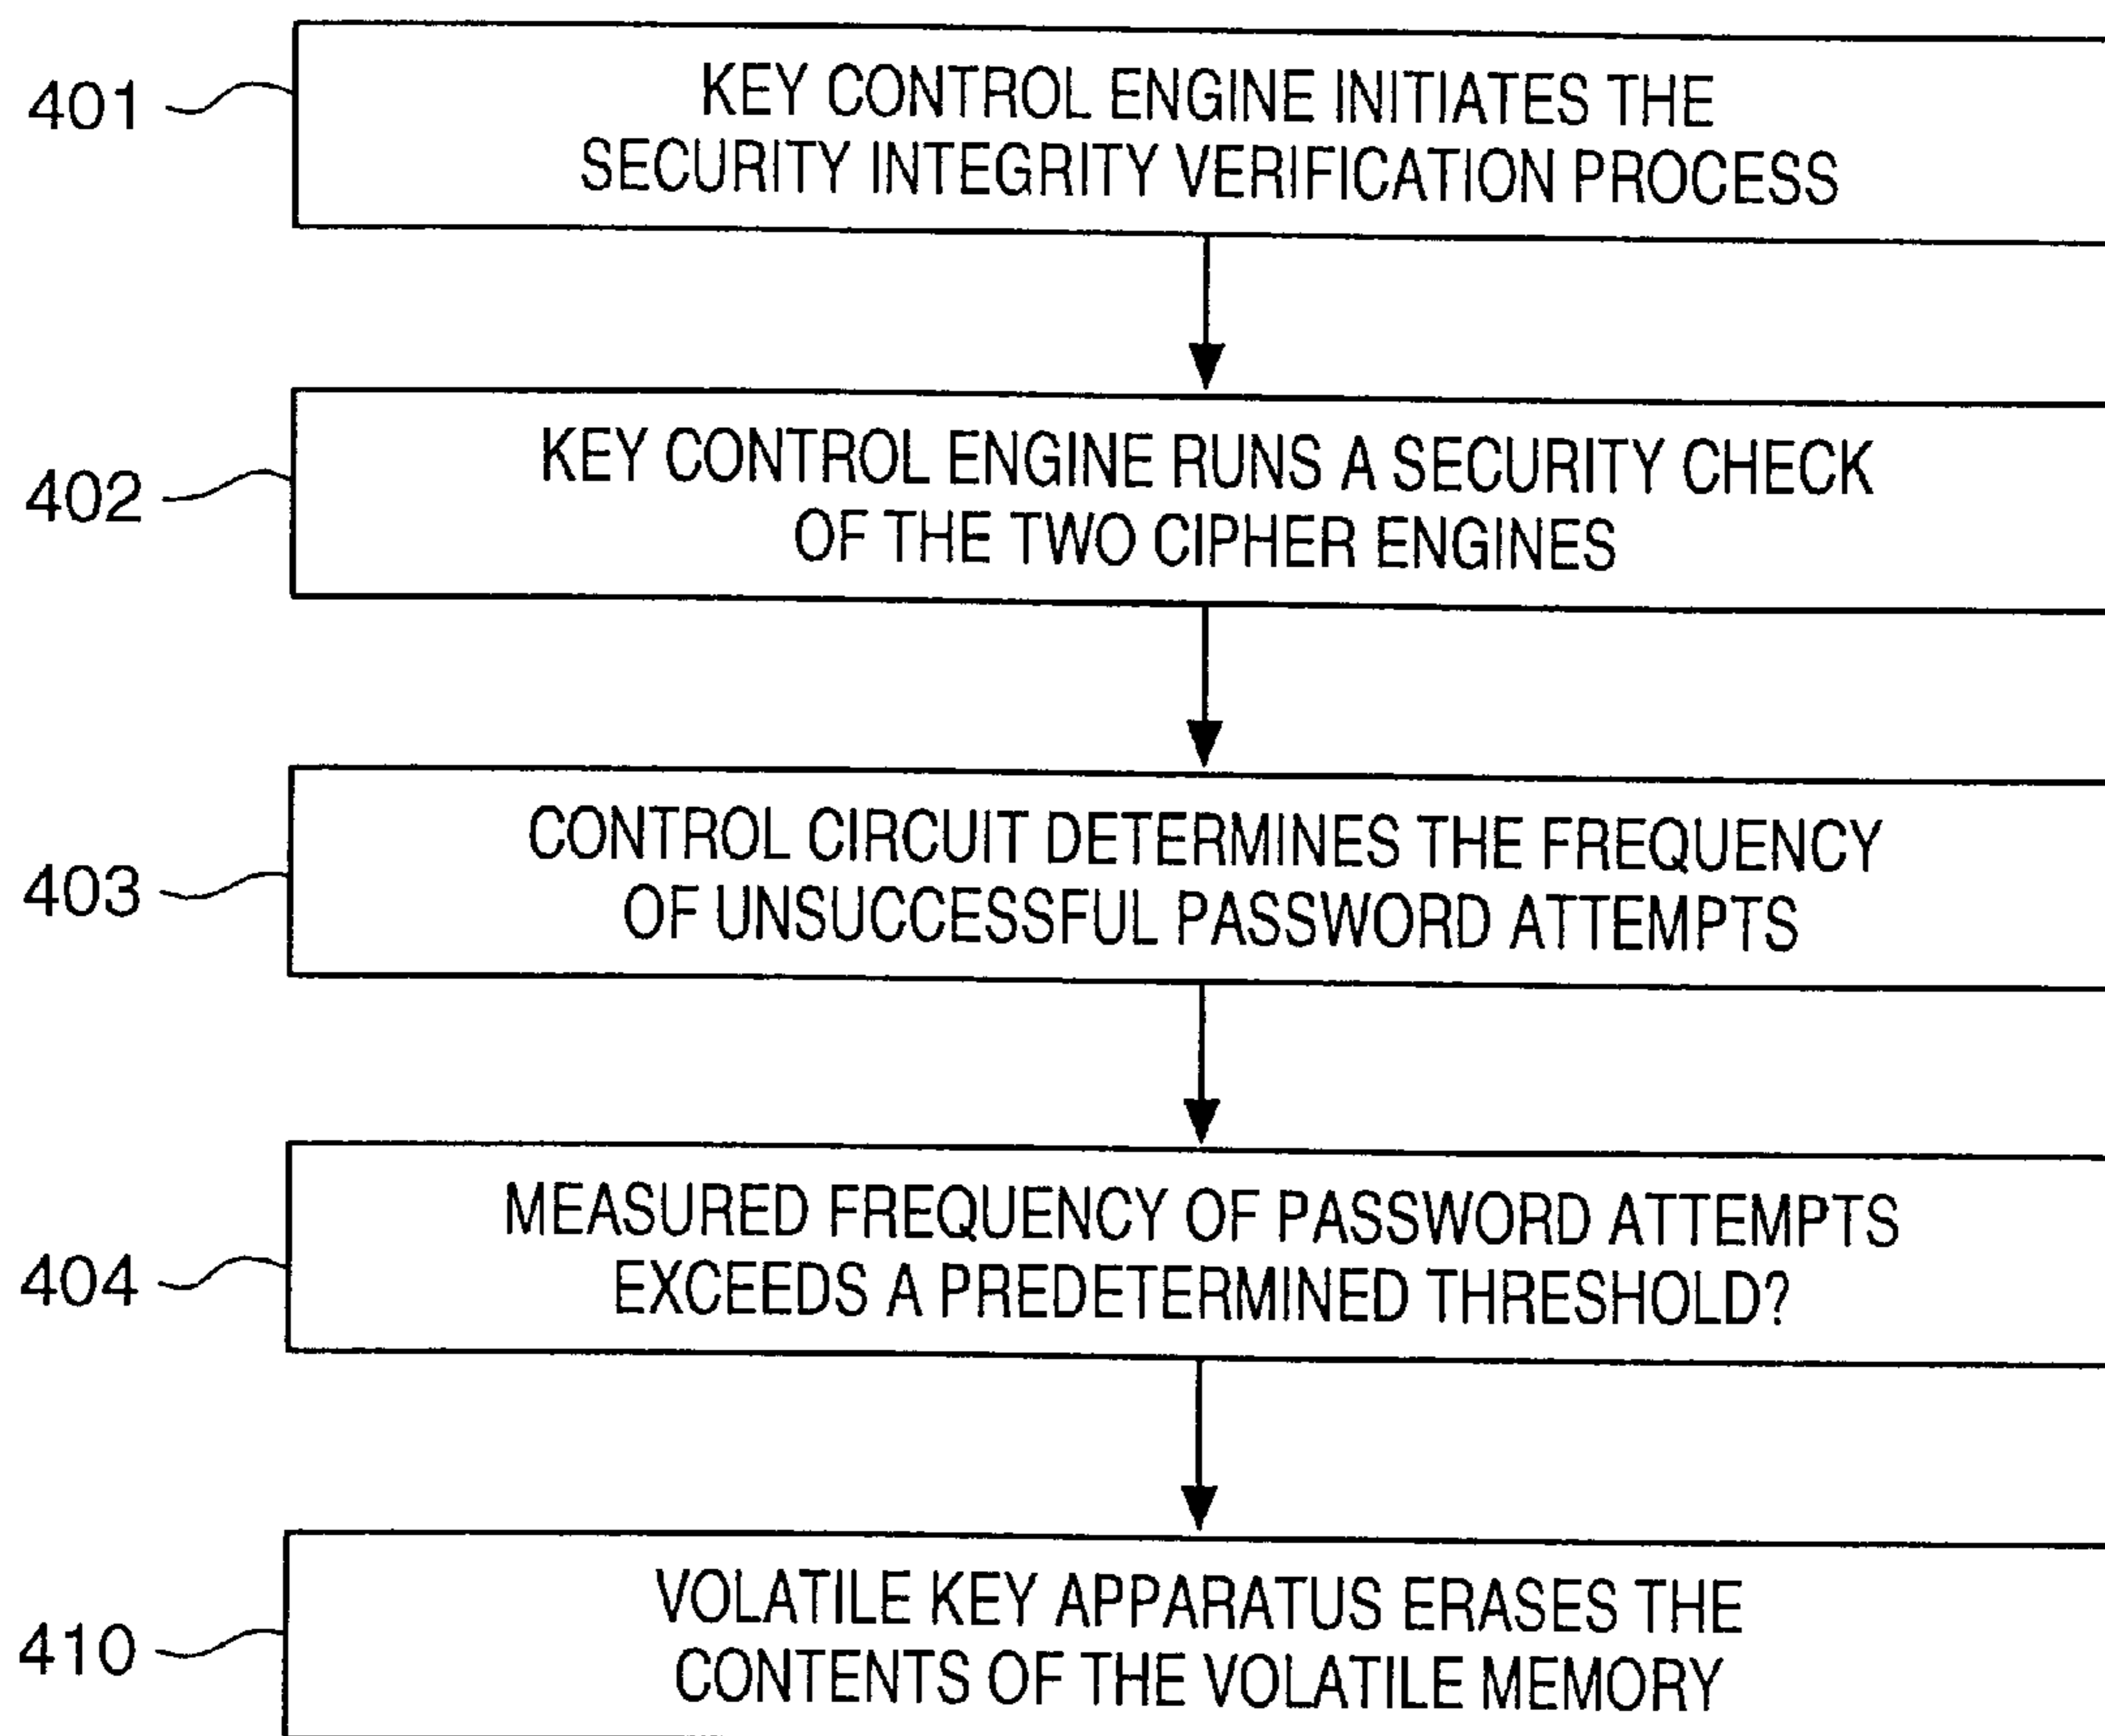 401
KEY CONTROL ENGINE INITIATES THE
SECURITY INTEGRITY VERIFICATION PROCESS
402
KEY CONTROL ENGINE RUNS A SECURITY CHECK
OF THE TWO CIPHER ENGINES
403
CONTROL CIRCUIT DETERMINES THE FREQUENCY
OF UNSUCCESSFUL PASSWORD ATTEMPTS
404
MEASURED FREQUENCY OF PASSWORD ATTEMPTS
EXCEEDS A PREDETERMINED THRESHOLD?
410
VOLATILE KEY APPARATUS ERASES THE
CONTENTS OF THE VOLATILE MEMORY